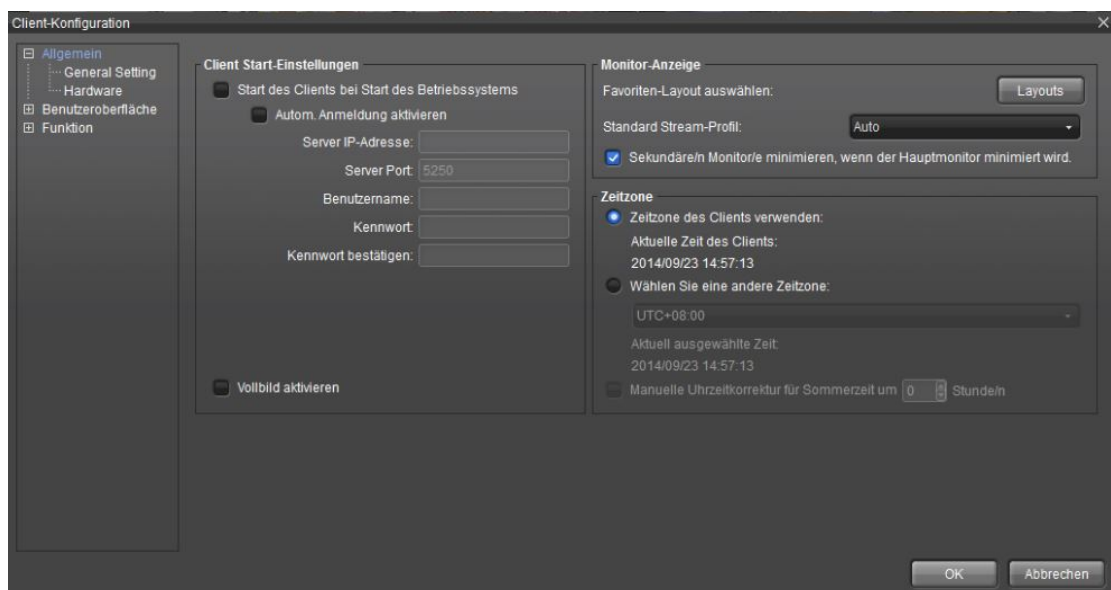 Client-Konfiguration
Allgemein
General Setting
Hardware
Benutzeroberfläche
Funktion
Client Start-Einstellungen
Start des Clients bei Start des Betriebssystems
Autom. Anmeldung aktivieren
Server IP-Adresse:
Server Port: 5250
Benutzername:
Kennwort:
Kennwort bestätigen:
Vollbild aktivieren
Monitor-Anzeige
Favoriten-Layout auswählen: Layouts
Standard Stream-Profil: Auto
Sekundäre/n Monitor/e minimieren, wenn der Hauptmonitor minimiert wird.
Zeitzone
Zeitzone des Clients verwenden:
Aktuelle Zeit des Clients:
2014/09/23 14:57:13
Wählen Sie eine andere Zeitzone:
UTC+08:00
Aktuell ausgewählte Zeit:
2014/09/23 14:57:13
Manuelle Uhrzeitkorrektur für Sommerzeit um 0 Stunde/n
OK Abbrechen